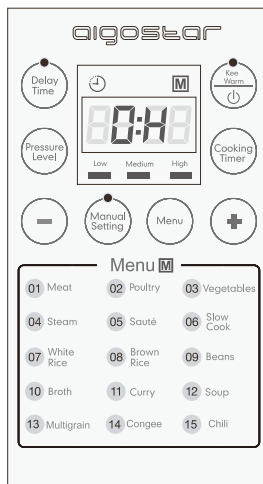 aigostar
Delay
Time
Kee
Warm
M
0:H
Low Medium High
Pressure
Level
Cooking
Timer
Manual
Setting
Menu
Menu M
01 Meat
02 Poultry
03 Vegetables
04 Steam
05 Sauté
06 Slow
Cook
07 White
Rice
08 Brown
Rice
09 Beans
10 Broth
11 Curry
12 Soup
13 Multigrain
14 Congee
15 Chili